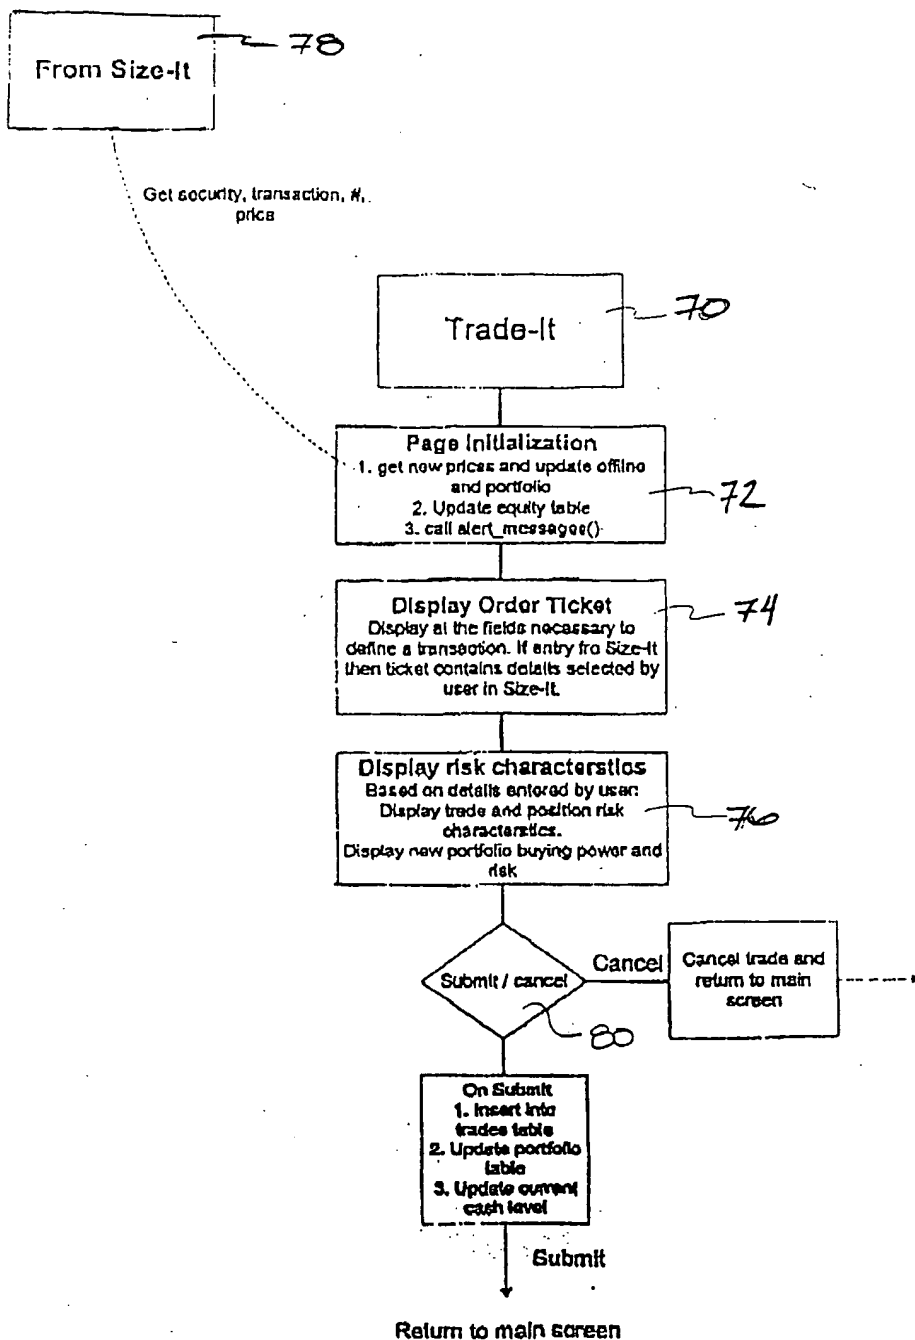 78
From Size-It
Get security, transaction, #,
price
70
Trade-It
Page Initialization
1. get new prices and update offline
and portfolio
2. Update equity table
3. call alert_messages()
72
Display Order Ticket
Display al the fields necessary to
define a transaction. If entry fro Size-It
then ticket contains details selected by
user in Size-It.
74
Display risk characterstics
Based on details entered by user:
Display trade and position risk
characterstics.
Display new portfolio buying power and
risk
76
Submit / cancel
Cancel
Cancel trade and
return to main
screen
80
On Submit
1. Insert into
trades table
2. Update portfolio
table
3. Update current
cash level
Submit
Return to main screen